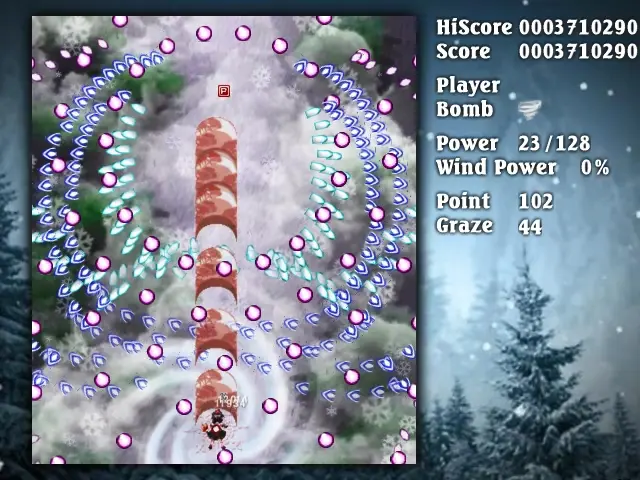 HiScore 0003710290
Score 0003710290
Player
Bomb
Power 23/128
Wind Power 0%
Point 102
Graze 44
P